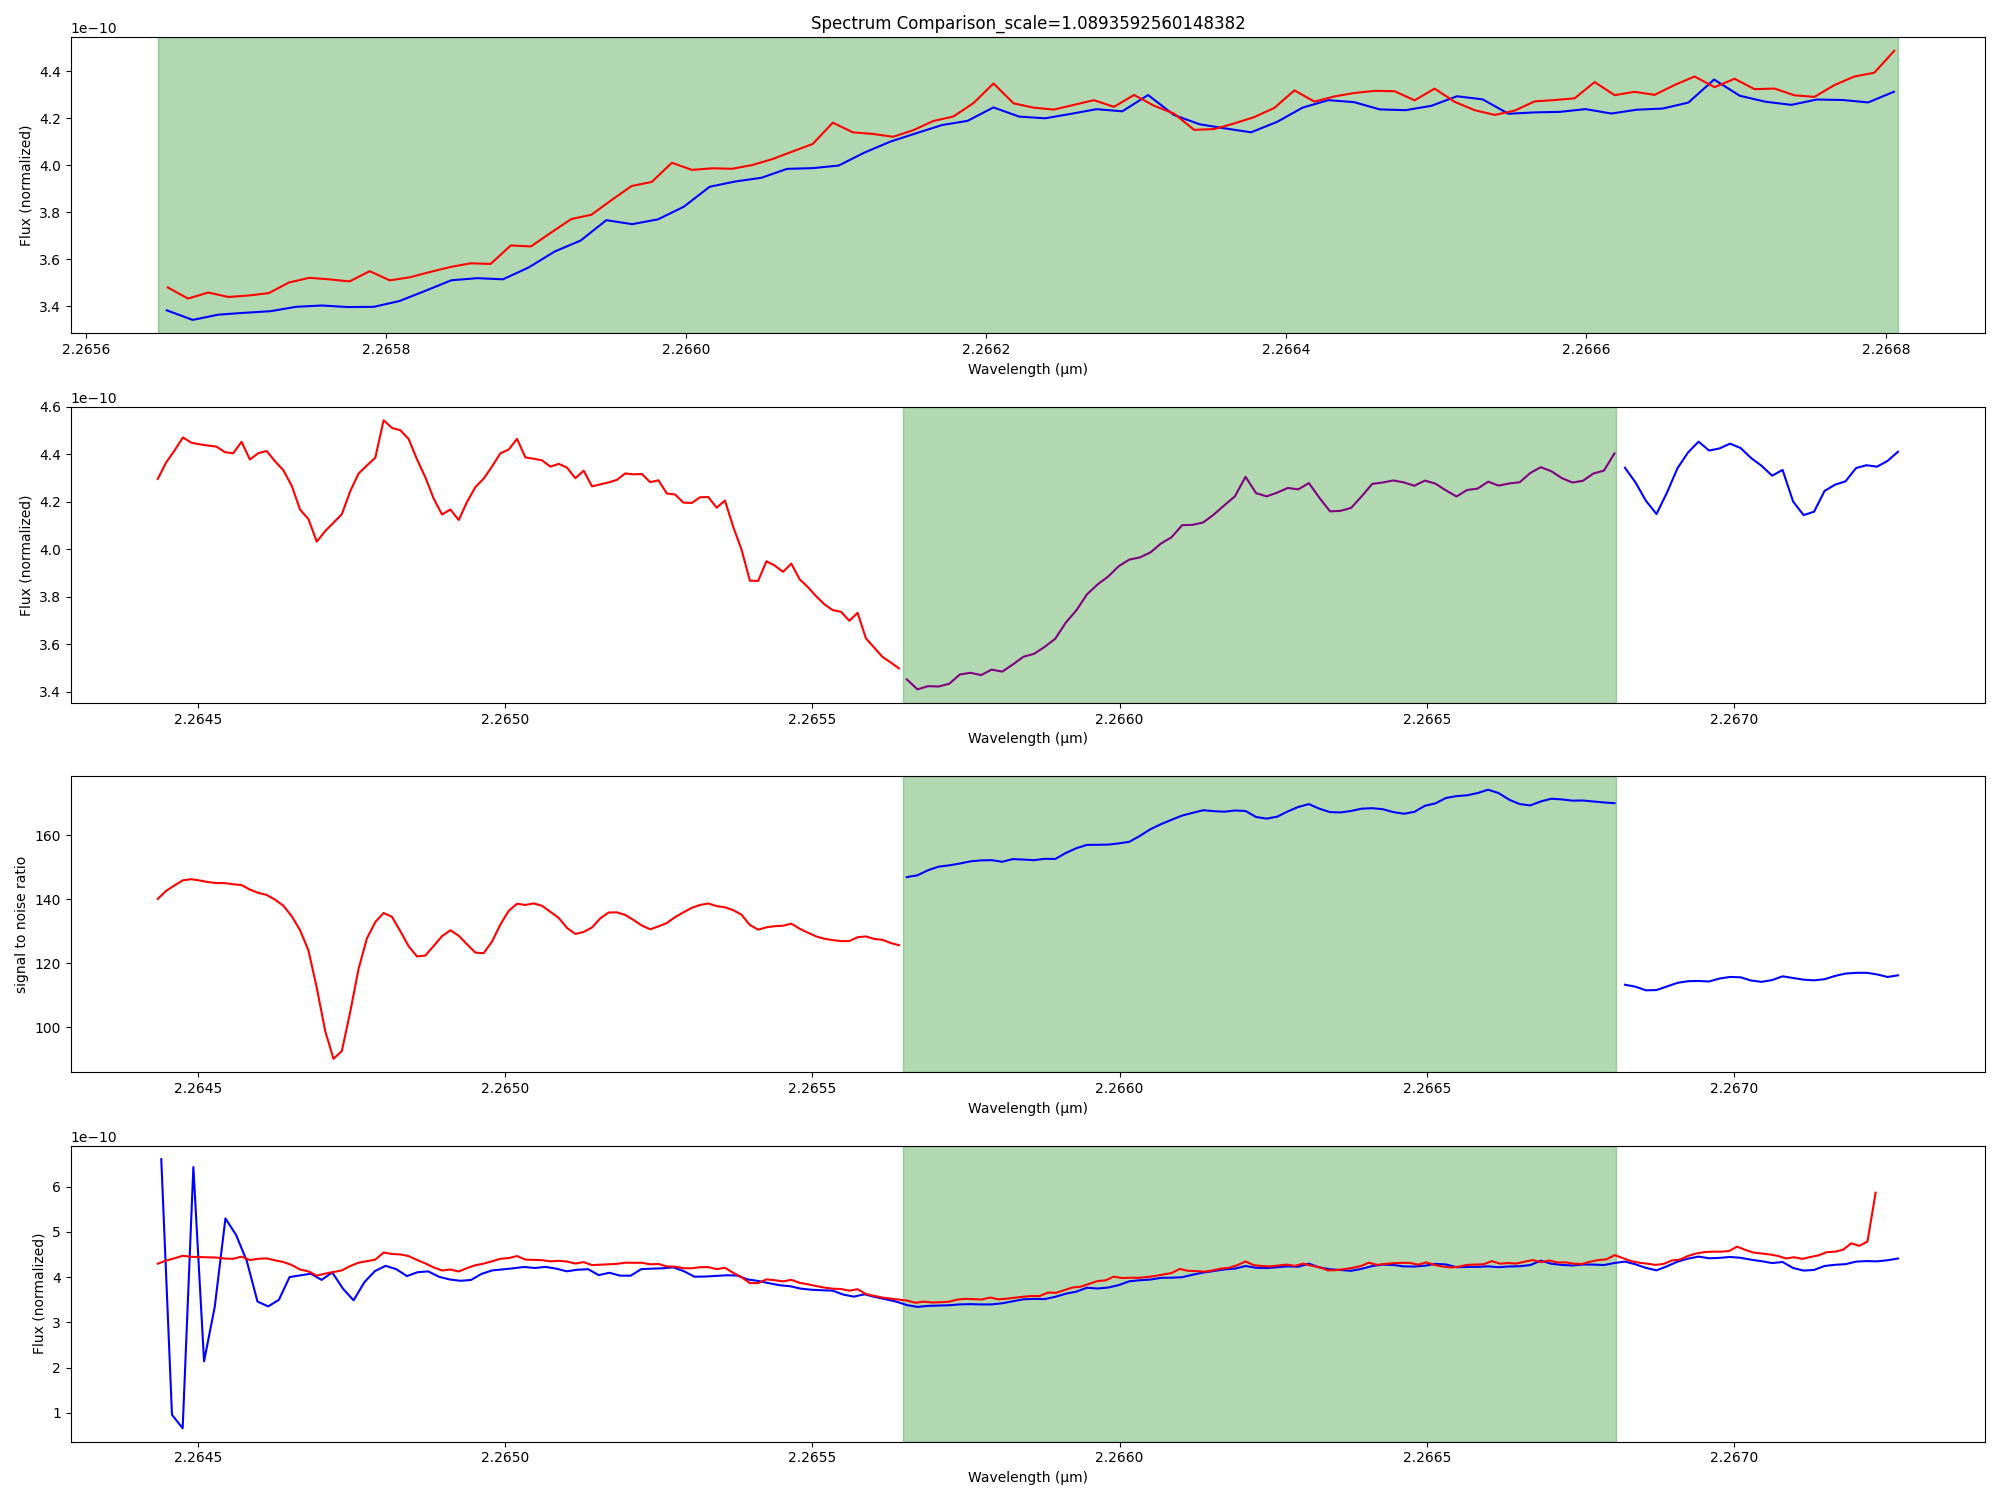 Spectrum Comparison_scale=1.0893592560148382
1e−10
4.4
4.2
4.0
3.8
3.6
3.4
Flux (normalized)
2.2656 2.2658 2.2660 2.2662 2.2664 2.2666 2.2668
Wavelength (μm)
1e−10
4.6
4.4
4.2
4.0
3.8
3.6
3.4
Flux (normalized)
2.2645 2.2650 2.2655 2.2660 2.2665 2.2670
Wavelength (μm)
160
140
120
100
signal to noise ratio
2.2645 2.2650 2.2655 2.2660 2.2665 2.2670
Wavelength (μm)
1e−10
6
5
4
3
2
1
Flux (normalized)
2.2645 2.2650 2.2655 2.2660 2.2665 2.2670
Wavelength (μm)